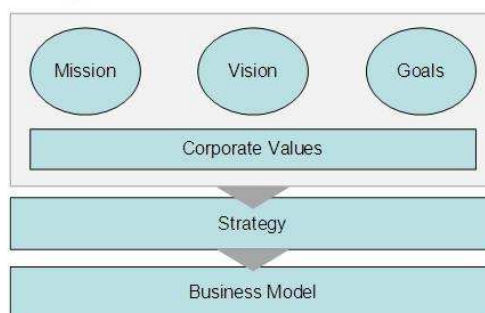 Mission Vision Goals
Corporate Values
Strategy
Business Model